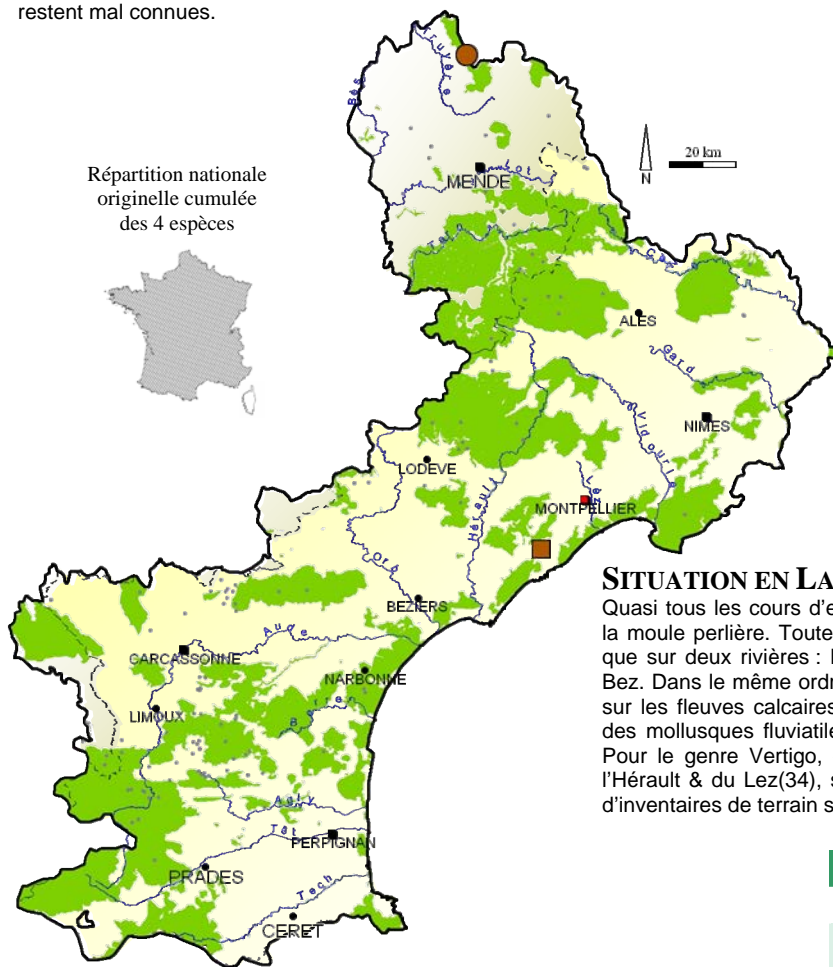 restent mal connues.
Répartition nationale
originelle cumulée
des 4 espèces
Truyère
Bès
20 km
N
Lot
MENDE
Tarn
ALES
Gard
NIMES
Vidourle
LODEVE
Hérault
Lez
MONTPELLIER
Orb
BEZIERS
Aude
CARCASSONNE
NARBONNE
LIMOUX
Agly
Têt
PERPIGNAN
PRADES
Tech
CERET
SITUATION EN LA
Quasi tous les cours d'e
la moule perlière. Toute
que sur deux rivières : l
Bez. Dans le même ordr
sur les fleuves calcaires
des mollusques fluviatile
Pour le genre Vertigo,
l'Hérault & du Lez(34), s
d'inventaires de terrain s